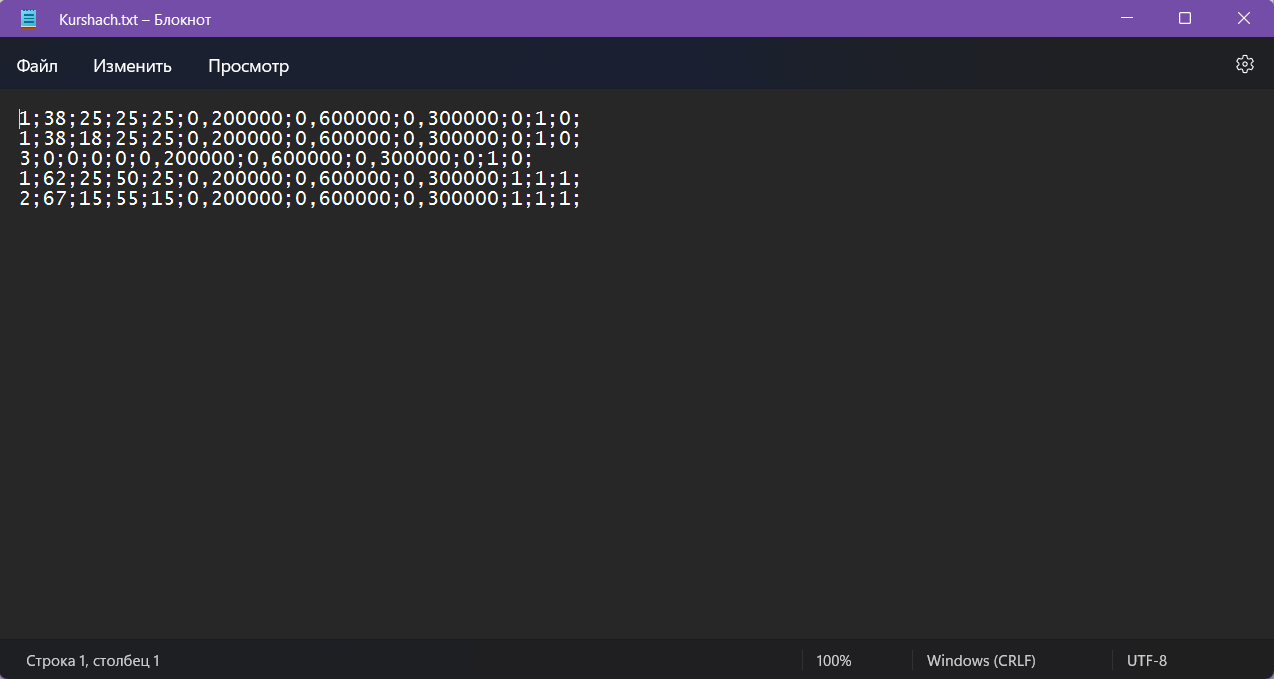 Kurshach.txt – Блокнот
Файл Изменить Просмотр
1;38;25;25;25;0,200000;0,600000;0,300000;0;1;0;
1;38;18;25;25;0,200000;0,600000;0,300000;0;1;0;
3;0;0;0;0;0,200000;0,600000;0,300000;0;1;0;
1;62;25;50;25;0,200000;0,600000;0,300000;1;1;1;
2;67;15;55;15;0,200000;0,600000;0,300000;1;1;1;
Строка 1, столбец 1 100% Windows (CRLF) UTF-8